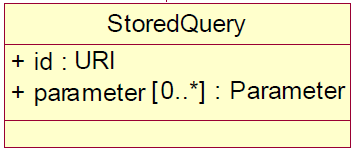 StoredQuery
+ id : URI
+ parameter [0..*] : Parameter